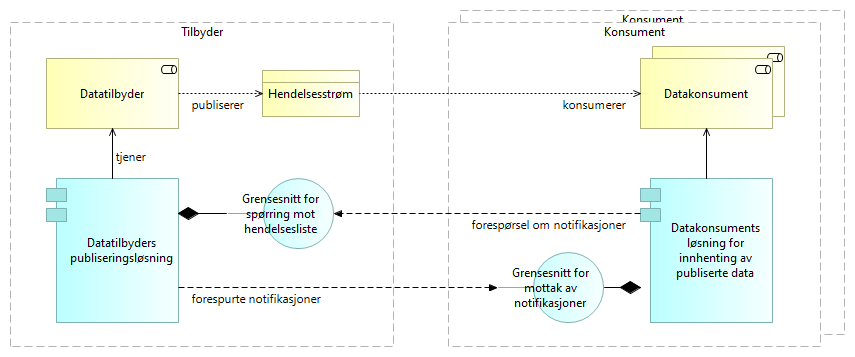 Tilbyder
Konsument
Konsument
Datatilbyder
publiserer
Hendelsesstrøm
konsumerer
Datakonsument
tjener
Datatilbyders
publiseringsløsning
Grensesnitt for
spørring mot
hendelsesliste
forespørsel om notifikasjoner
Datakonsuments
løsning for
innhenting av
publiserte data
forespurte notifikasjoner
Grensesnitt for
mottak av
notifikasjoner